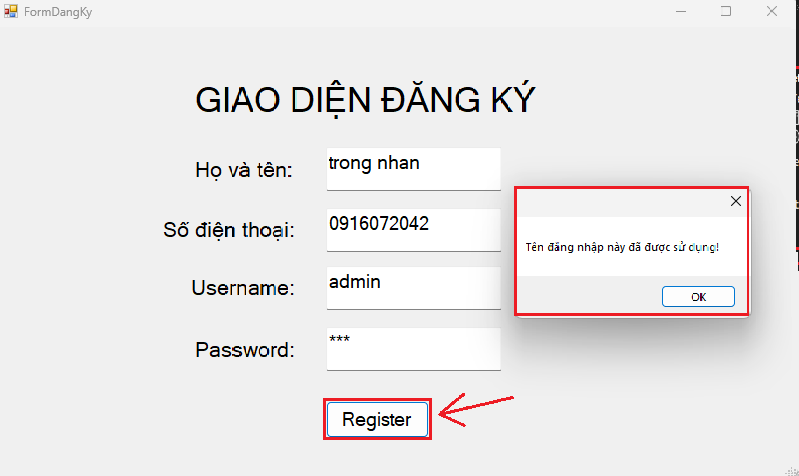 FormDangKy
GIAO DIỆN ĐĂNG KÝ
Họ và tên: trong nhan
Số điện thoại: 0916072042
Username: admin
Password: ***
Register
Tên đăng nhập này đã được sử dụng!
OK